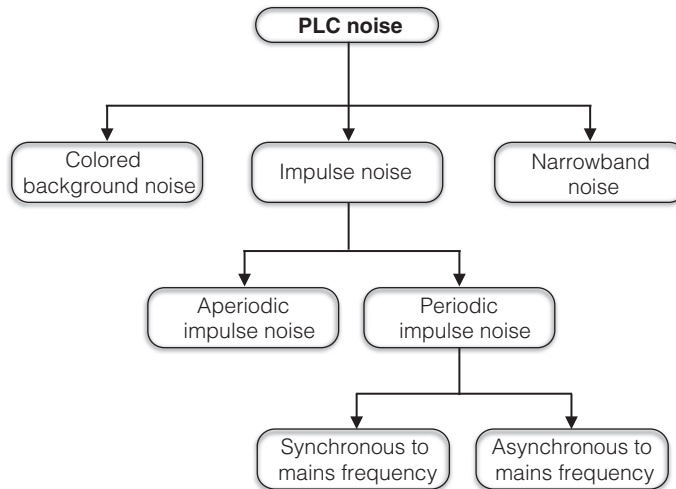 PLC noise
Colored
background noise
Impulse noise
Narrowband
noise
Aperiodic
impulse noise
Periodic
impulse noise
Synchronous to
mains frequency
Asynchronous to
mains frequency